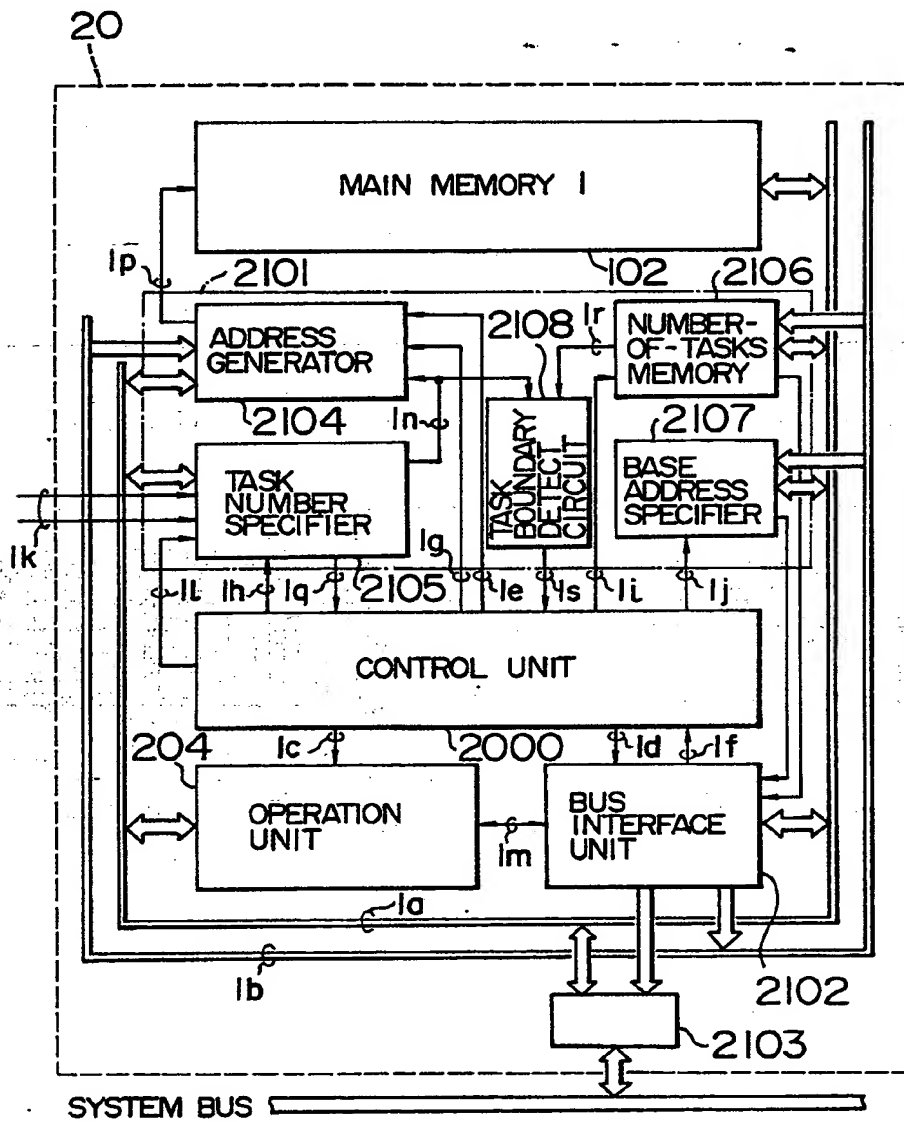 20
MAIN MEMORY 1
lp
2101
102
2106
ADDRESS
GENERATOR
2108
lr
NUMBER-
OF-TASKS
MEMORY
2104
ln
2107
TASK
NUMBER
SPECIFIER
TASK
BOUNDARY
DETECT
CIRCUIT
BASE
ADDRESS
SPECIFIER
lk
ll
lh
lq
2105
lg
le
ls
li
lj
CONTROL UNIT
204
lc
2000
ld
lf
OPERATION
UNIT
lm
BUS
INTERFACE
UNIT
la
lb
2102
2103
SYSTEM BUS